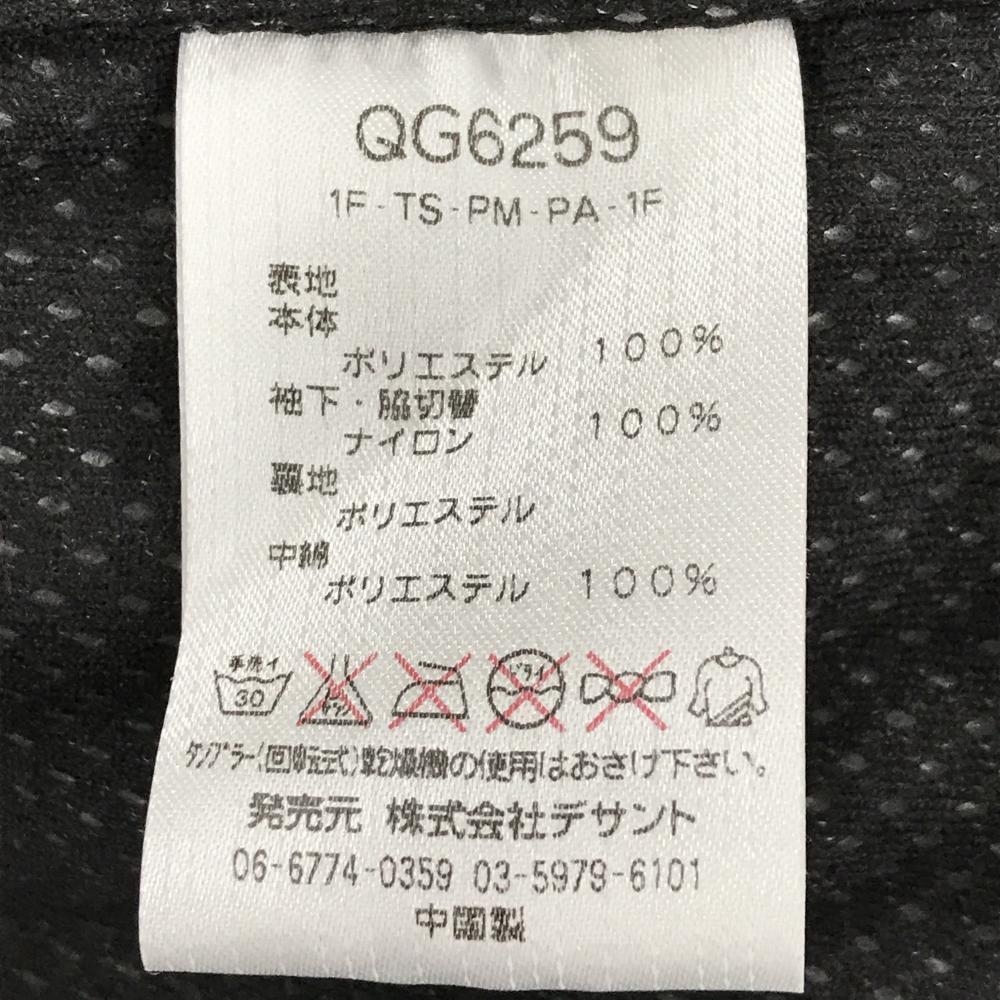 QG6259
1F-TS-PM-PA-1F
表地
本体
ポリエステル 100%
袖下・脇切替
ナイロン 100%
裏地
ポリエステル
中綿
ポリエステル 100%
手洗イ
30
ドライ
タンブラー(回転式)乾燥機の使用はおさけ下さい。
発売元 株式会社デサント
06-6774-0359 03-5979-6101
中国製